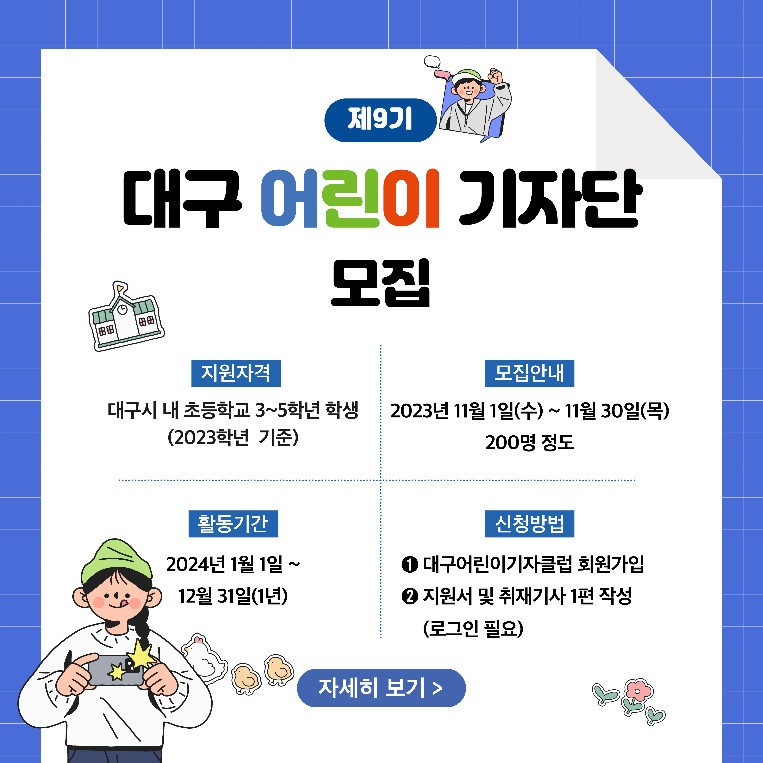 제9기
대구 어린이 기자단
모집
지원자격
대구시 내 초등학교 3~5학년 학생
(2023학년 기준)
모집안내
2023년 11월 1일(수) ~ 11월 30일(목)
200명 정도
활동기간
2024년 1월 1일 ~
12월 31일(1년)
신청방법
❶ 대구어린이기자클럽 회원가입
❷ 지원서 및 취재기사 1편 작성
(로그인 필요)
자세히 보기 >